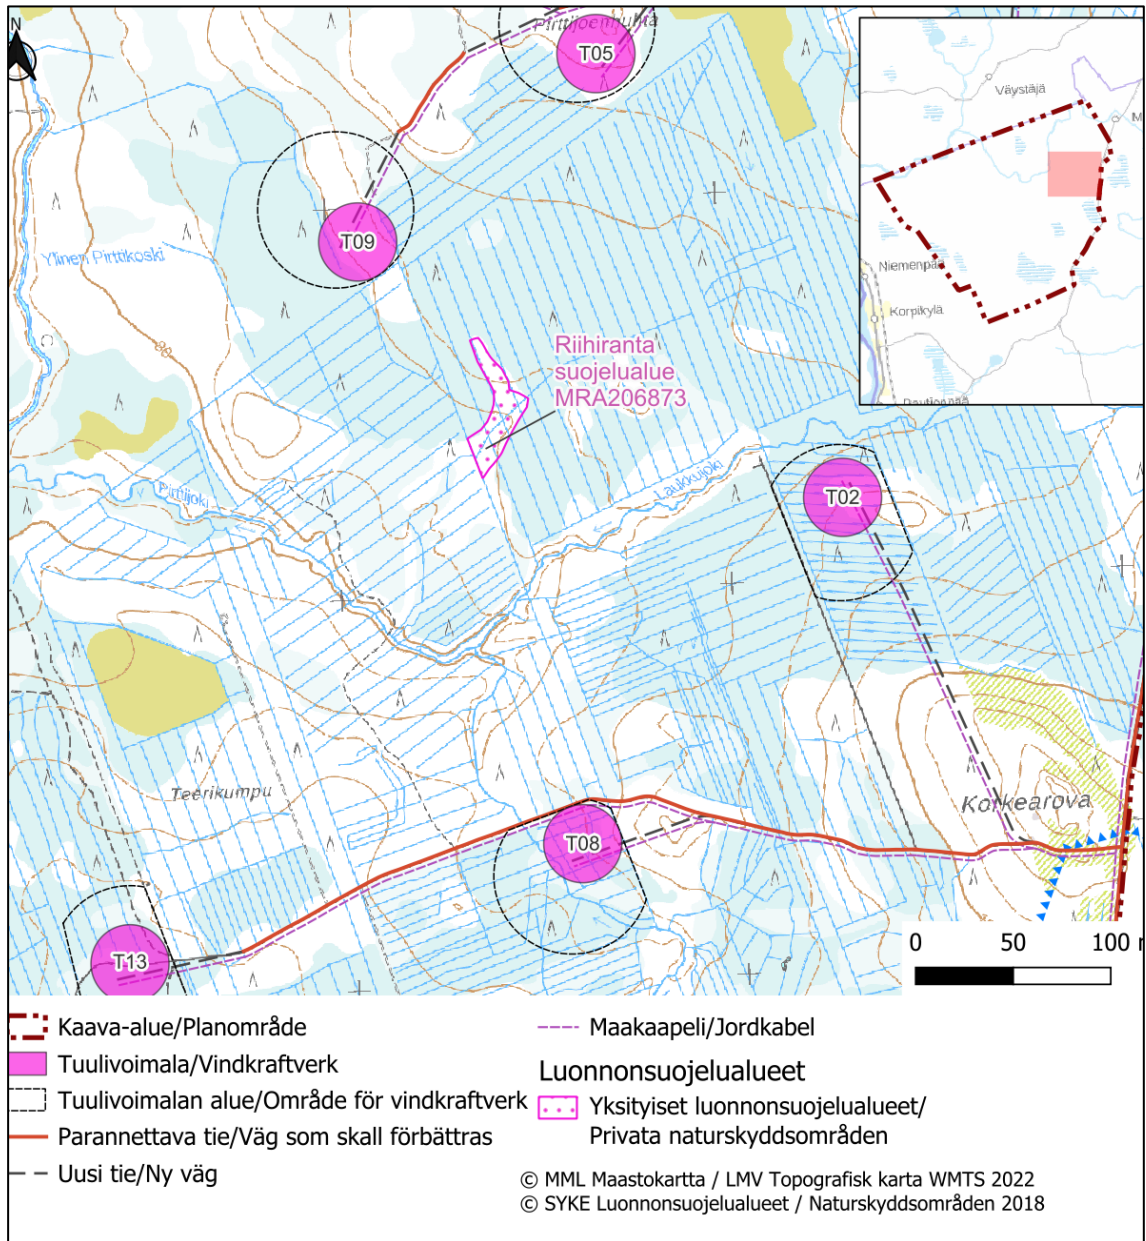 N
Pirttijoenpuhta
T05
T09
Ylinen Pirttikoski
80
Riihiranta
suojelualue
MRA206873
Pirttijoki
Laukkujoki
T02
Teerikumpu
Korkearova
T08
T13
Väystäjä
M
Niemenpää
Korpikylä
0 50 100 m
Kaava-alue/Planområde
Tuulivoimala/Vindkraftverk
Tuulivoimalan alue/Område för vindkraftverk
Parannettava tie/Väg som skall förbättras
Uusi tie/Ny väg
Maakaapeli/Jordkabel
Luonnonsuojelualueet
Yksityiset luonnonsuojelualueet/
Privata naturskyddsområden
© MML Maastokartta / LMV Topografisk karta WMTS 2022
© SYKE Luonnonsuojelualueet / Naturskyddsområden 2018